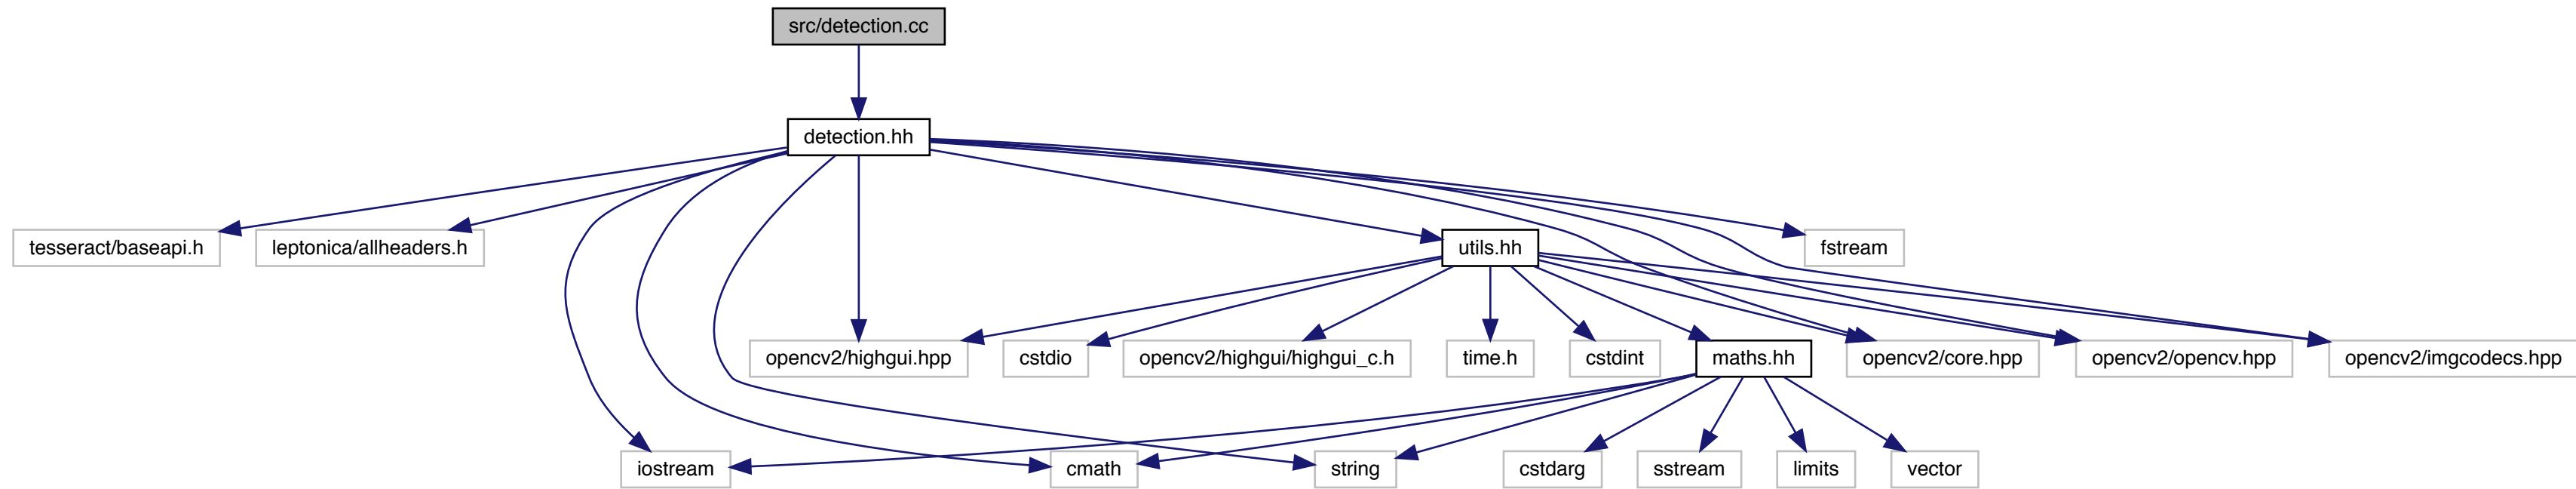 src/detection.cc
detection.hh
tesseract/baseapi.h
leptonica/allheaders.h
utils.hh
fstream
opencv2/highgui.hpp
cstdio
opencv2/highgui/highgui_c.h
time.h
cstdint
maths.hh
opencv2/core.hpp
opencv2/opencv.hpp
opencv2/imgcodecs.hpp
iostream
cmath
string
cstdarg
sstream
limits
vector